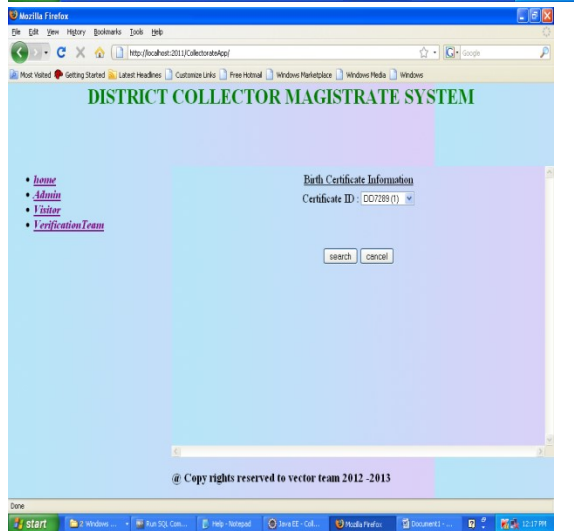 Mozilla Firefox
File Edit View History Bookmarks Tools Help
http://localhost:2011/CollectorateApp/
Google
Most Visited Getting Started Latest Headlines Customize Links Free Hotmail Windows Marketplace Windows Media Windows
DISTRICT COLLECTOR MAGISTRATE SYSTEM
• home
• Admin
• Visitor
• VerificationTeam
Birth Certificate Information
Certificate ID : DD7289 (1)
search cancel
@ Copy rights reserved to vector team 2012 -2013
Done
start 2 Windows ... Run SQL Com... Help - Notepad Java EE - Coll... Mozilla Firefox Document1 - ... 12:17 PM